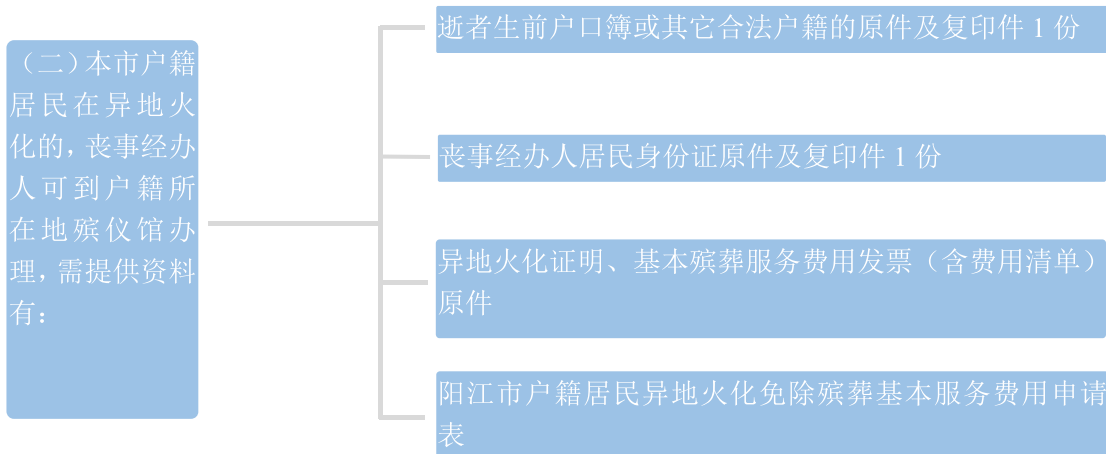 （二）本市户籍
居民在异地火
化的，丧事经办
人可到户籍所
在地殡仪馆办
理，需提供资料
有：
逝者生前户口簿或其它合法户籍的原件及复印件 1 份
丧事经办人居民身份证原件及复印件 1 份
异地火化证明、基本殡葬服务费用发票（含费用清单）
原件
阳江市户籍居民异地火化免除殡葬基本服务费用申请
表